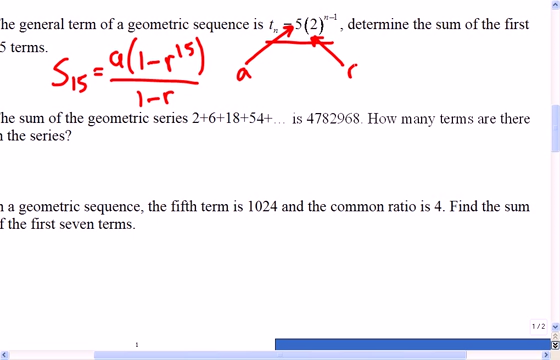 he general term of a geometric sequence is tₙ = 5(2)ⁿ⁻¹, determine the sum of the first
5 terms.
S₁₅ = a(1-r¹⁵) / 1-r
a
r
he sum of the geometric series 2+6+18+54+... is 4782968. How many terms are there
n the series?
n a geometric sequence, the fifth term is 1024 and the common ratio is 4. Find the sum
f the first seven terms.
1 / 2
1